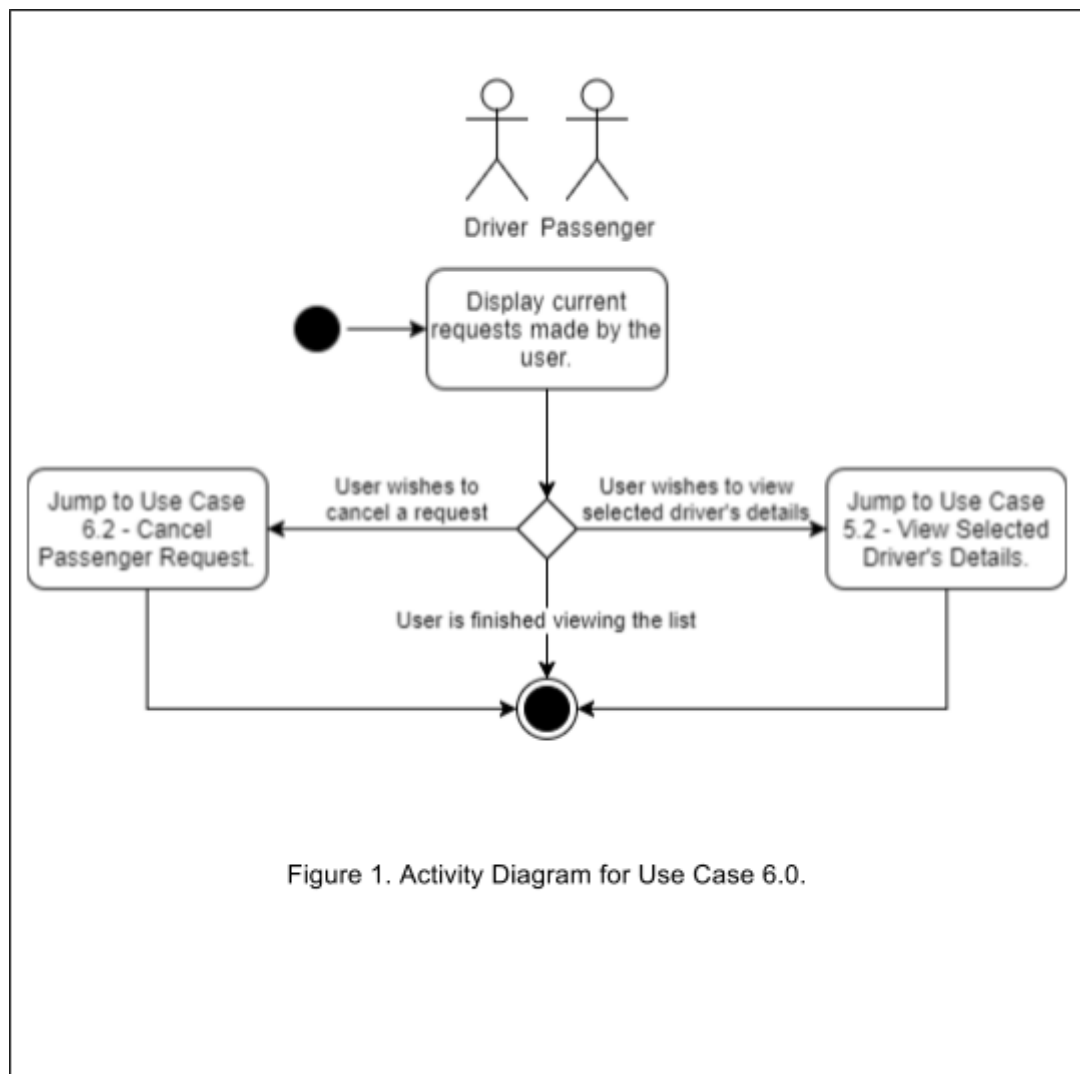 Driver Passenger
Display current
requests made by the
user.
User wishes to
cancel a request
User wishes to view
selected driver's details
Jump to Use Case
6.2 - Cancel
Passenger Request.
Jump to Use Case
5.2 - View Selected
Driver's Details.
User is finished viewing the list
Figure 1. Activity Diagram for Use Case 6.0.